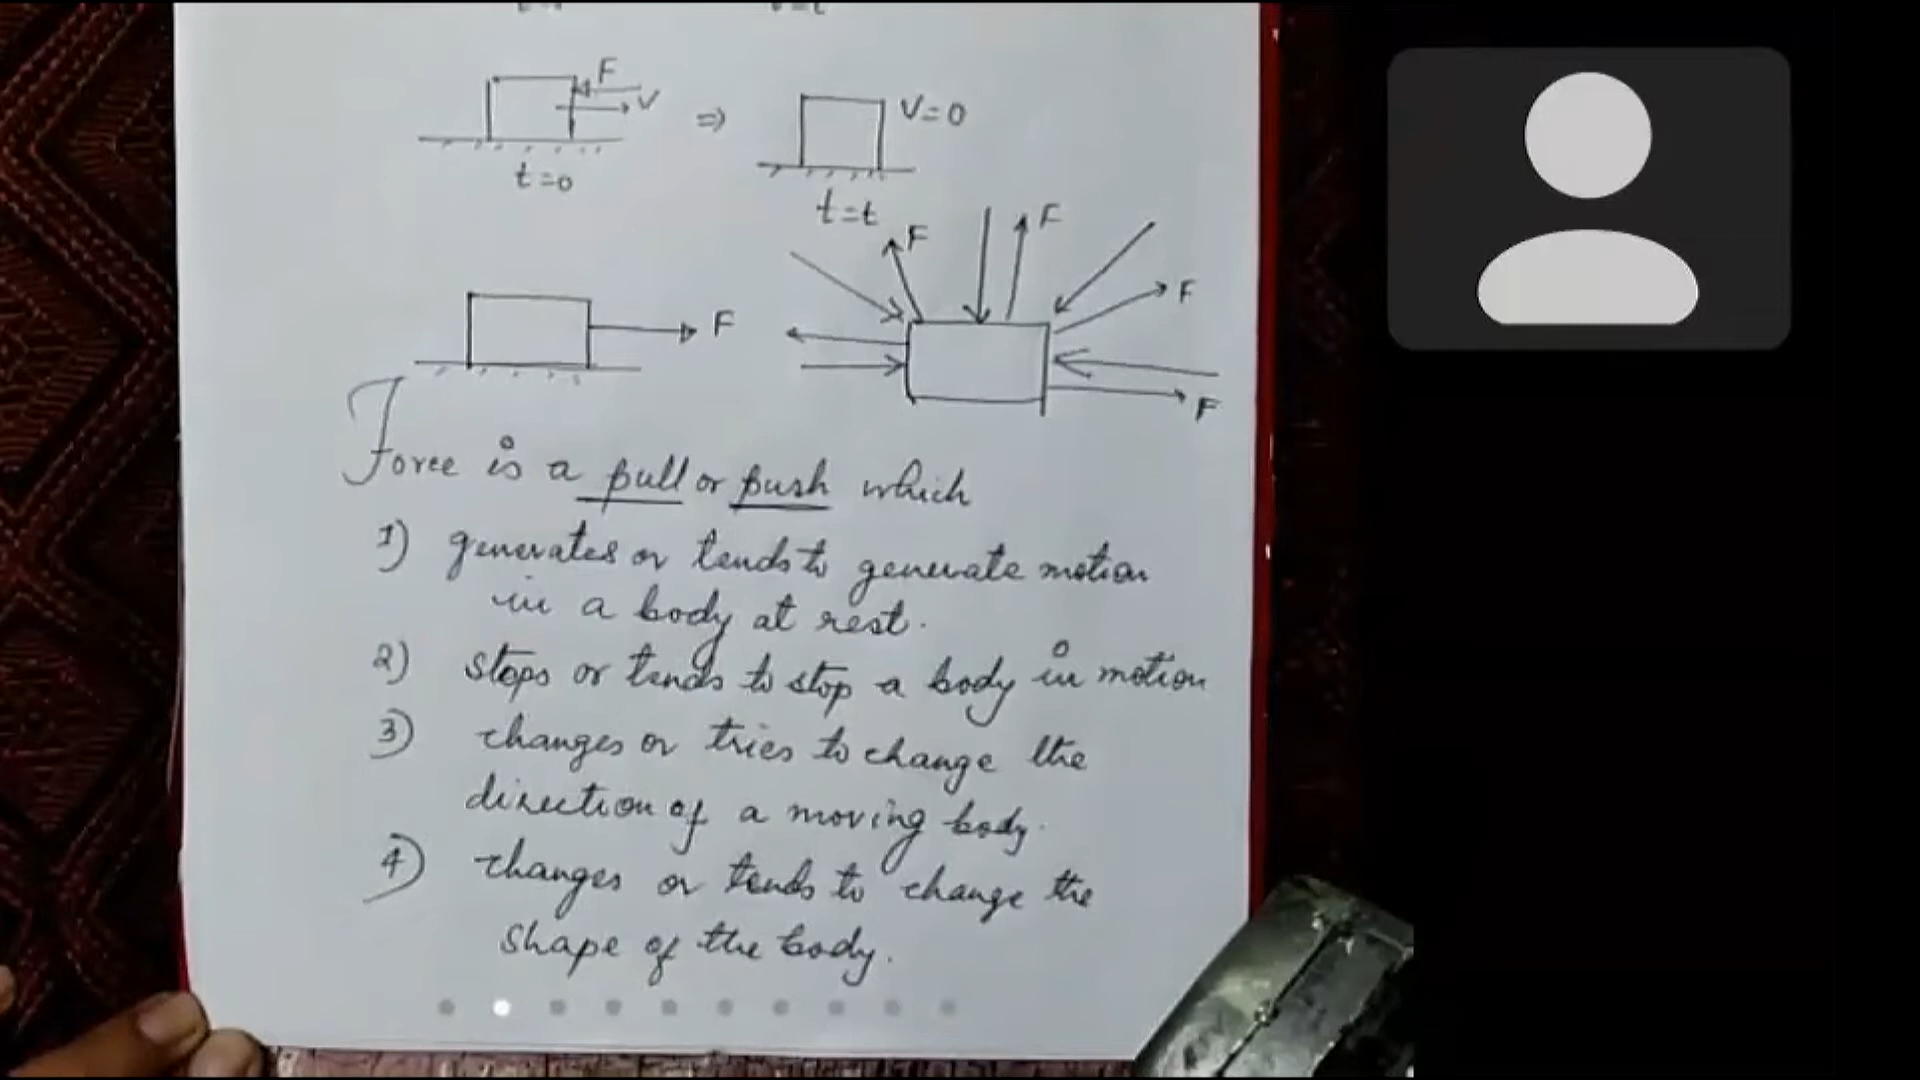 F
V
⇒
V=0
t=0
t=t
F
F
F
F
F
Force is a pull or push which
1) generates or tends to generate motion
in a body at rest.
2) stops or tends to stop a body in motion
3) changes or tries to change the
direction of a moving body.
4) changes or tends to change the
shape of the body.